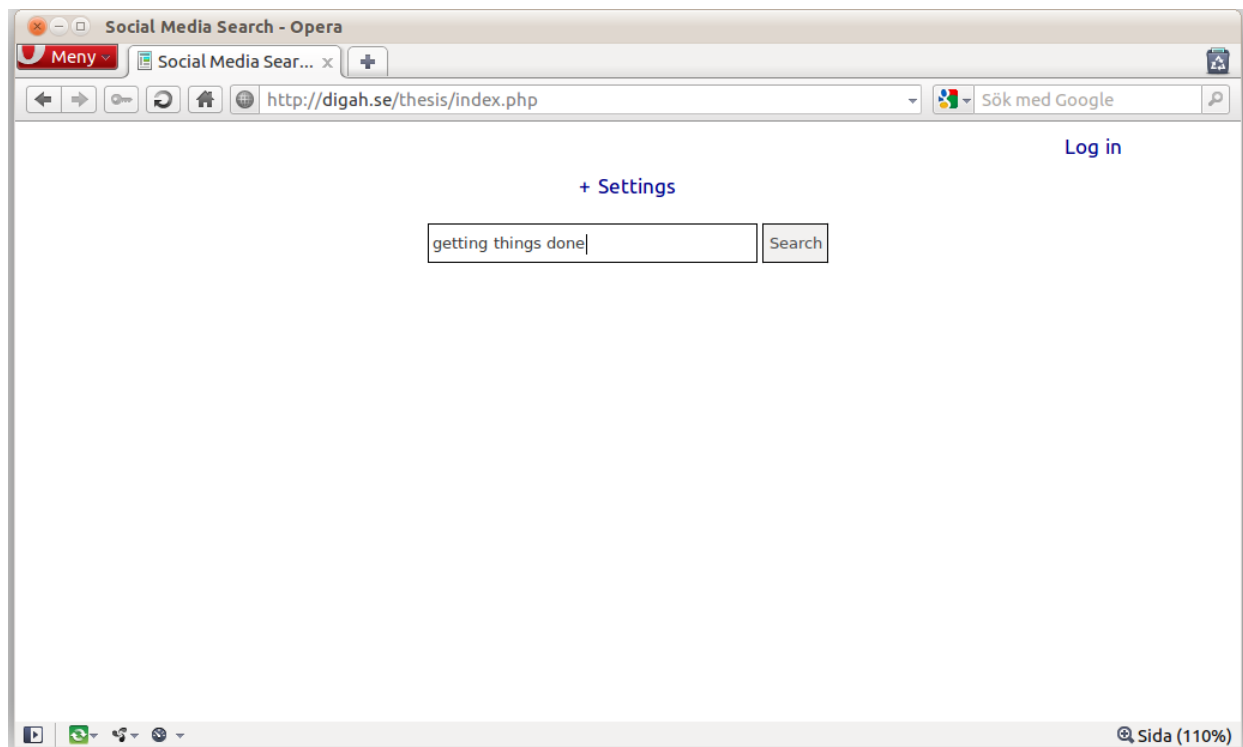 Social Media Search - Opera
Meny
Social Media Sear...
http://digah.se/thesis/index.php
Sök med Google
Log in
+ Settings
getting things done
Search
Sida (110%)